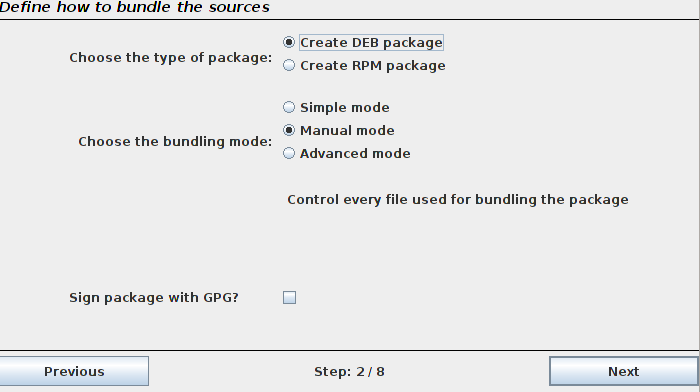 Define how to bundle the sources
Choose the type of package:
Create DEB package
Create RPM package
Choose the bundling mode:
Simple mode
Manual mode
Advanced mode
Control every file used for bundling the package
Sign package with GPG?
Previous
Step: 2 / 8
Next